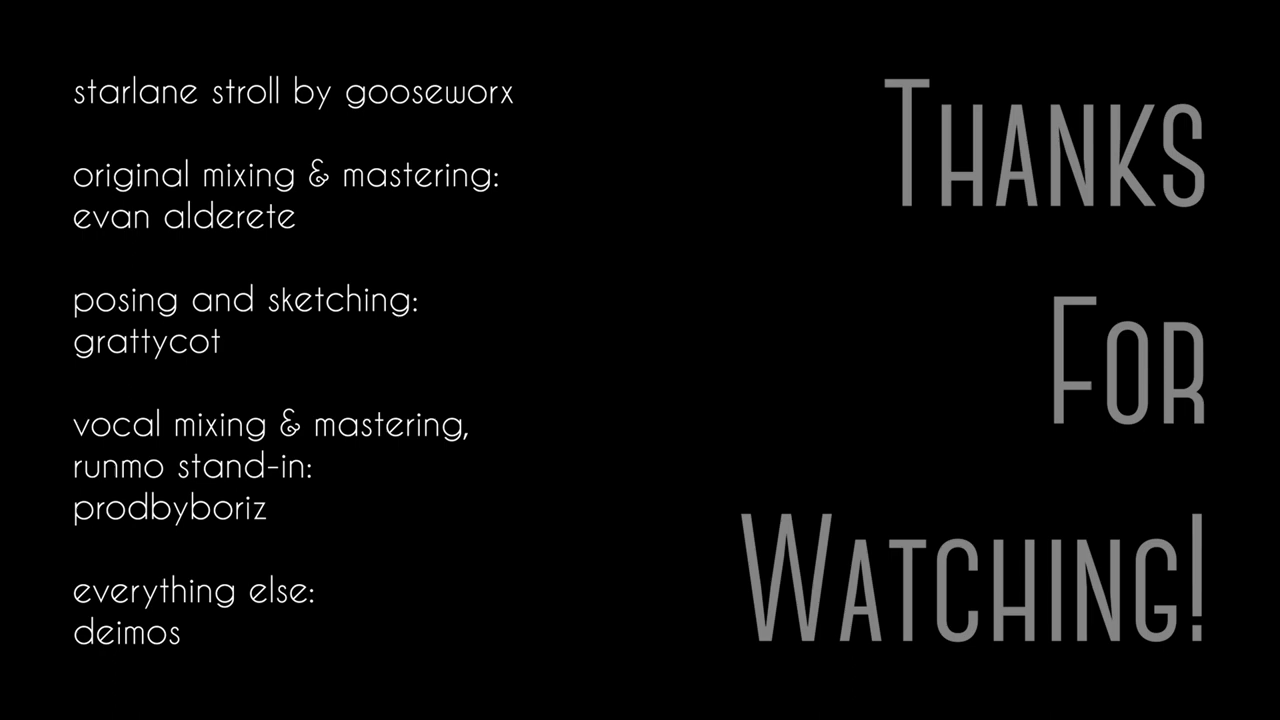 starlane stroll by gooseworx
original mixing & mastering:
evan alderete
posing and sketching:
grattycot
vocal mixing & mastering,
runmo stand-in:
prodbyboriz
everything else:
deimos
THANKS
FOR
WATCHING!